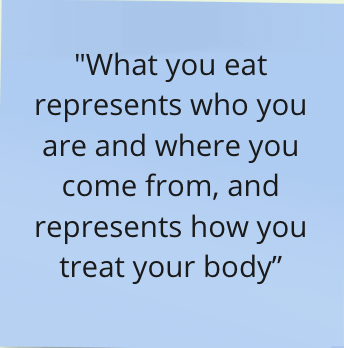 "What you eat
represents who you
are and where you
come from, and
represents how you
treat your body”